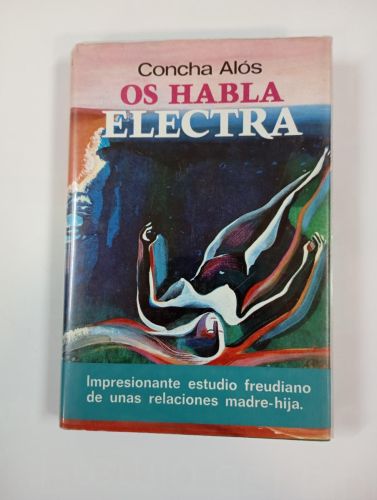 Concha Alós
OS HABLA
ELECTRA
Impresionante estudio freudiano
de unas relaciones madre-hija.